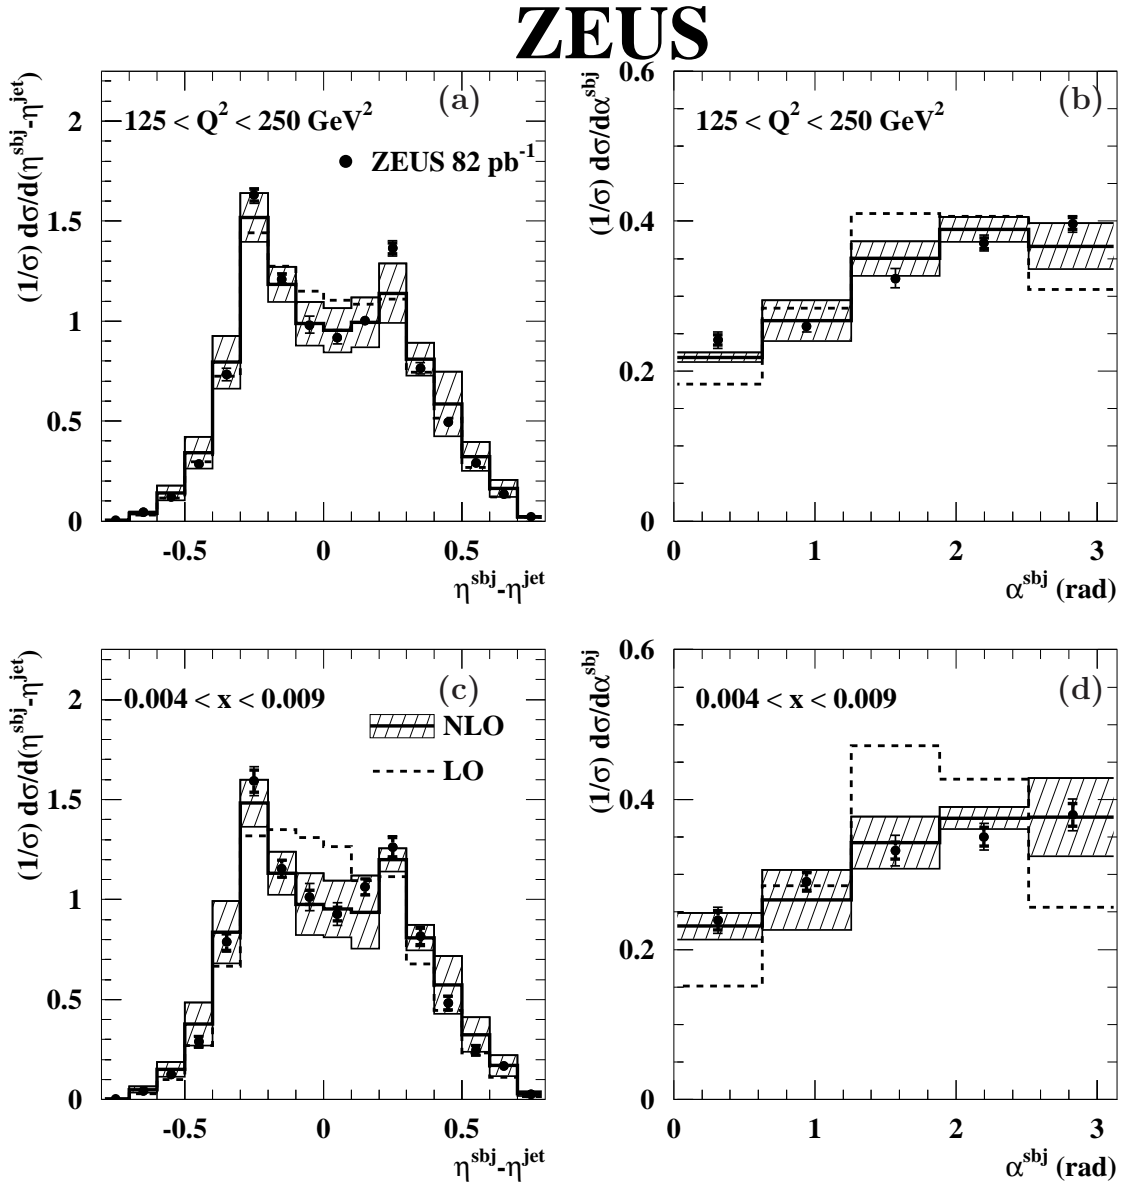 ZEUS
(a)
125 < Q² < 250 GeV²
ZEUS 82 pb⁻¹
(1/σ) dσ/d(η^sbj-η^jet)
2
1.5
1
0.5
0
-0.5 0 0.5
η^sbj-η^jet
(b)
125 < Q² < 250 GeV²
(1/σ) dσ/dα^sbj
0.6
0.4
0.2
0
0 1 2 3
α^sbj (rad)
(c)
0.004 < x < 0.009
NLO
LO
(1/σ) dσ/d(η^sbj-η^jet)
2
1.5
1
0.5
0
-0.5 0 0.5
η^sbj-η^jet
(d)
0.004 < x < 0.009
(1/σ) dσ/dα^sbj
0.6
0.4
0.2
0
0 1 2 3
α^sbj (rad)